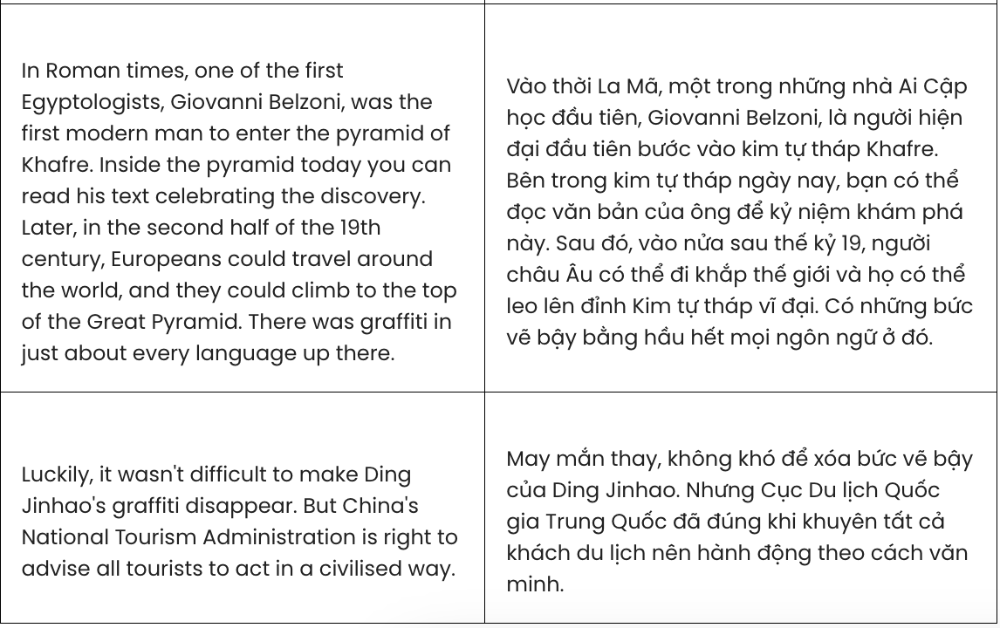 In Roman times, one of the first
Egyptologists, Giovanni Belzoni, was the
first modern man to enter the pyramid of
Khafre. Inside the pyramid today you can
read his text celebrating the discovery.
Later, in the second half of the 19th
century, Europeans could travel around
the world, and they could climb to the top
of the Great Pyramid. There was graffiti in
just about every language up there.
Vào thời La Mã, một trong những nhà Ai Cập
học đầu tiên, Giovanni Belzoni, là người hiện
đại đầu tiên bước vào kim tự tháp Khafre.
Bên trong kim tự tháp ngày nay, bạn có thể
đọc văn bản của ông để kỷ niệm khám phá
này. Sau đó, vào nửa sau thế kỷ 19, người
châu Âu có thể đi khắp thế giới và họ có thể
leo lên đỉnh Kim tự tháp vĩ đại. Có những bức
vẽ bậy bằng hầu hết mọi ngôn ngữ ở đó.
Luckily, it wasn't difficult to make Ding
Jinhao's graffiti disappear. But China's
National Tourism Administration is right to
advise all tourists to act in a civilised way.
May mắn thay, không khó để xóa bức vẽ bậy
của Ding Jinhao. Nhưng Cục Du lịch Quốc
gia Trung Quốc đã đúng khi khuyên tất cả
khách du lịch nên hành động theo cách văn
minh.